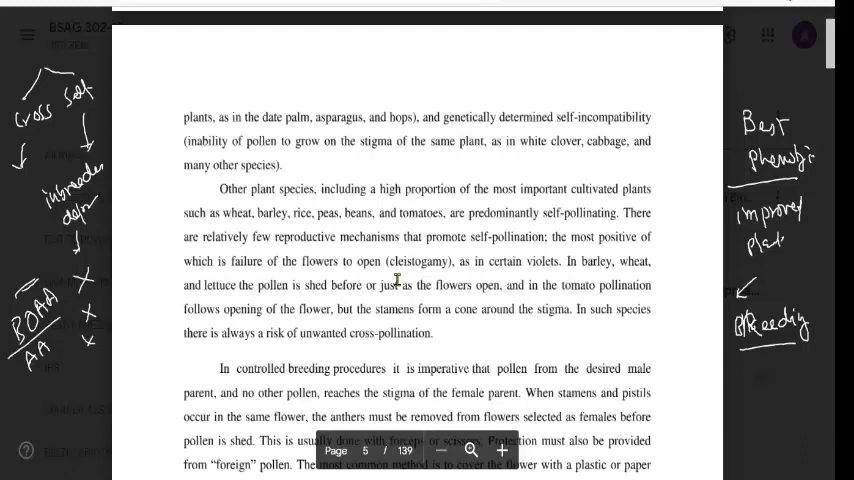 BSAG 302
plants, as in the date palm, asparagus, and hops), and genetically determined self-incompatibility
(inability of pollen to grow on the stigma of the same plant, as in white clover, cabbage, and
many other species).
Other plant species, including a high proportion of the most important cultivated plants
such as wheat, barley, rice, peas, beans, and tomatoes, are predominantly self-pollinating. There
are relatively few reproductive mechanisms that promote self-pollination; the most positive of
which is failure of the flowers to open (cleistogamy), as in certain violets. In barley, wheat,
and lettuce the pollen is shed before or just as the flowers open, and in the tomato pollination
follows opening of the flower, but the stamens form a cone around the stigma. In such species
there is always a risk of unwanted cross-pollination.
In controlled breeding procedures it is imperative that pollen from the desired male
parent, and no other pollen, reaches the stigma of the female parent. When stamens and pistils
occur in the same flower, the anthers must be removed from flowers selected as females before
pollen is shed. This is usually done with forceps or scissors. Protection must also be provided
from “foreign” pollen. The most common method is to cover the flower with a plastic or paper
Page 5 / 139
cross self
BOAA
AA
X
X
X
Best
improved
Breeding